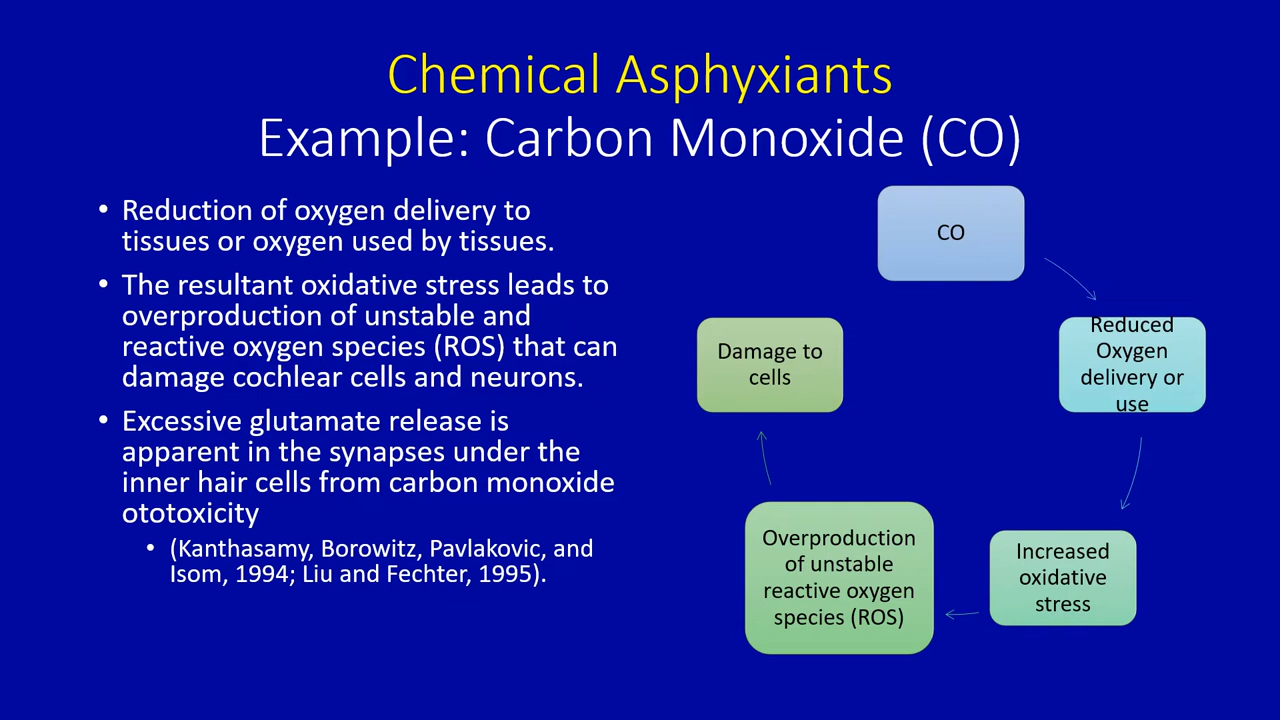 Chemical Asphyxiants
Example: Carbon Monoxide (CO)
• Reduction of oxygen delivery to
tissues or oxygen used by tissues.
• The resultant oxidative stress leads to
overproduction of unstable and
reactive oxygen species (ROS) that can
damage cochlear cells and neurons.
• Excessive glutamate release is
apparent in the synapses under the
inner hair cells from carbon monoxide
ototoxicity
• (Kanthasamy, Borowitz, Pavlakovic, and
Isom, 1994; Liu and Fechter, 1995).
CO
Reduced
Oxygen
delivery or
use
Increased
oxidative
stress
Overproduction
of unstable
reactive oxygen
species (ROS)
Damage to
cells